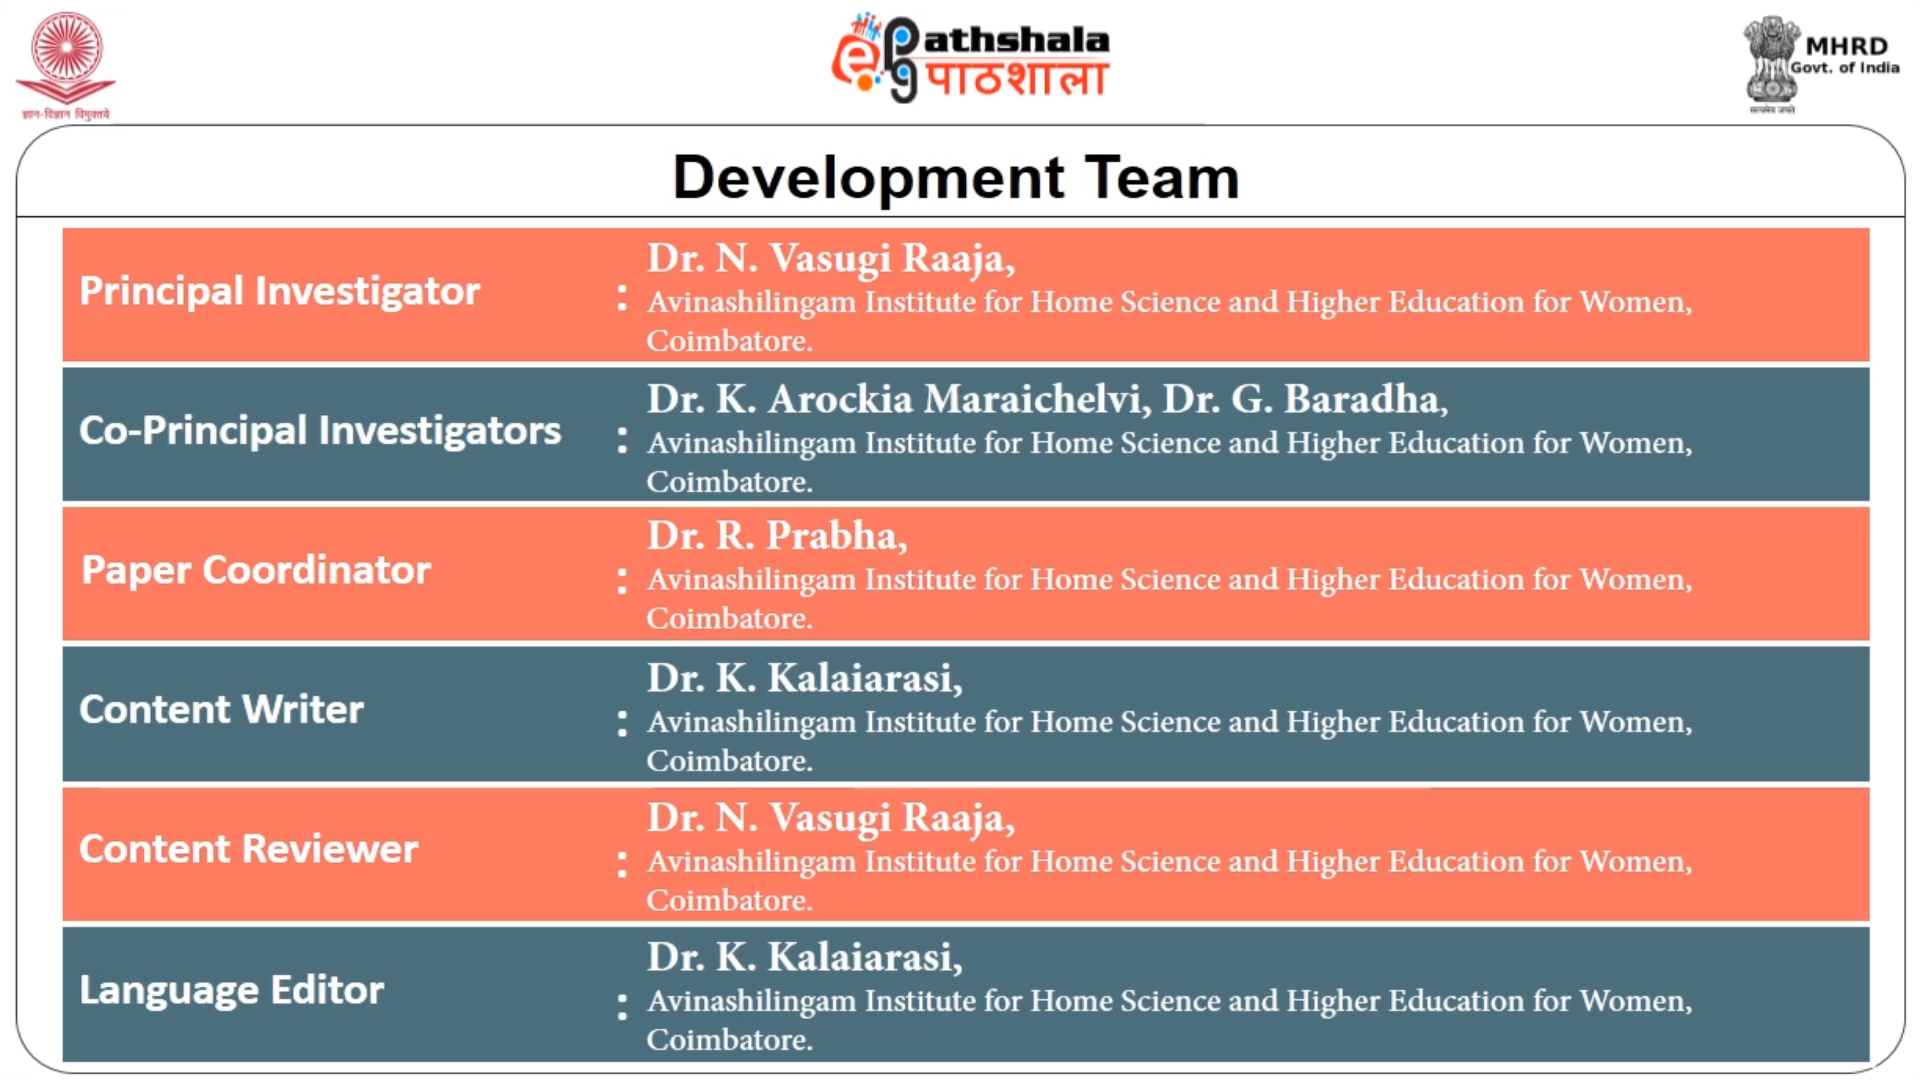 ज्ञान-विज्ञान विमुक्तये
ePathshala
पाठशाला
MHRD
Govt. of India
सत्यमेव जयते
Development Team
Principal Investigator
:
Dr. N. Vasugi Raaja,
Avinashilingam Institute for Home Science and Higher Education for Women,
Coimbatore.
Co-Principal Investigators
:
Dr. K. Arockia Maraichelvi, Dr. G. Baradha,
Avinashilingam Institute for Home Science and Higher Education for Women,
Coimbatore.
Paper Coordinator
:
Dr. R. Prabha,
Avinashilingam Institute for Home Science and Higher Education for Women,
Coimbatore.
Content Writer
:
Dr. K. Kalaiarasi,
Avinashilingam Institute for Home Science and Higher Education for Women,
Coimbatore.
Content Reviewer
:
Dr. N. Vasugi Raaja,
Avinashilingam Institute for Home Science and Higher Education for Women,
Coimbatore.
Language Editor
:
Dr. K. Kalaiarasi,
Avinashilingam Institute for Home Science and Higher Education for Women,
Coimbatore.